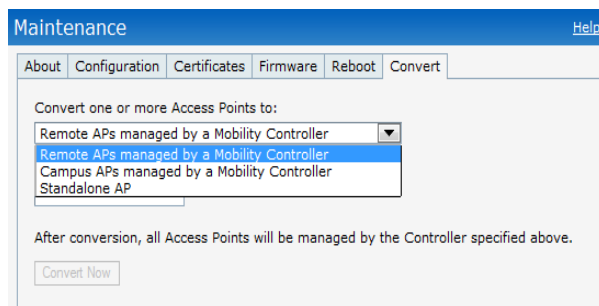 Maintenance Help
About Configuration Certificates Firmware Reboot Convert
Convert one or more Access Points to:
Remote APs managed by a Mobility Controller
Remote APs managed by a Mobility Controller
Campus APs managed by a Mobility Controller
Standalone AP
After conversion, all Access Points will be managed by the Controller specified above.
Convert Now